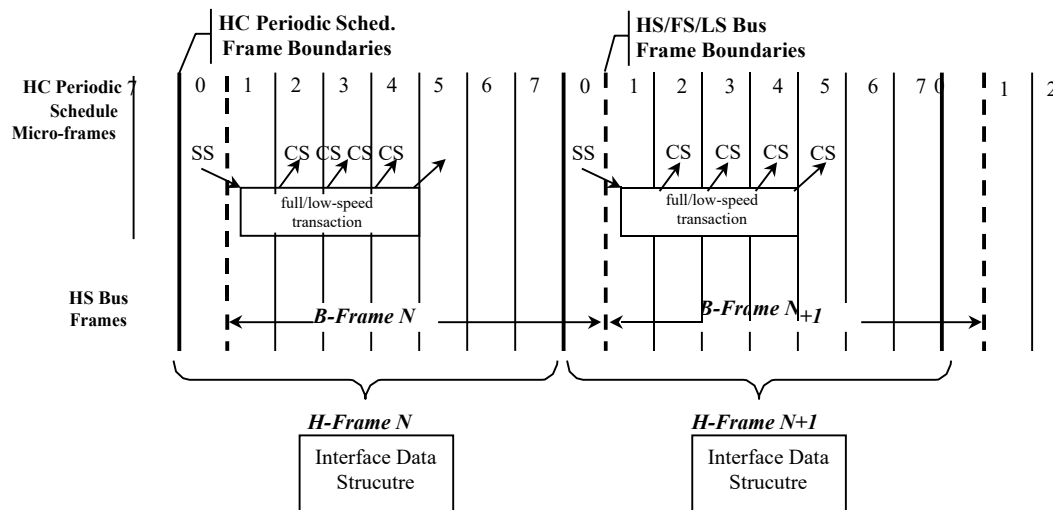 HC Periodic Sched.
Frame Boundaries
HS/FS/LS Bus
Frame Boundaries
HC Periodic
Schedule
Micro-frames
7 0 1 2 3 4 5 6 7 0 1 2 3 4 5 6 7 0 1 2
SS CS CS CS CS SS CS CS CS CS
full/low-speed
transaction
full/low-speed
transaction
HS Bus
Frames
B-Frame N
B-Frame N+1
H-Frame N
H-Frame N+1
Interface Data
Strucutre
Interface Data
Strucutre